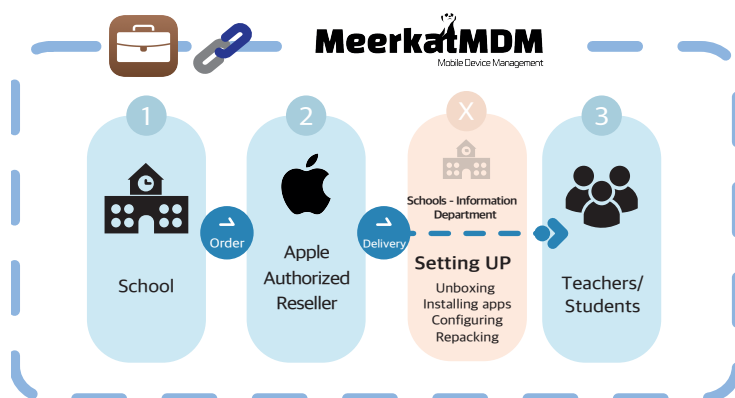 MeerkatMDM
Mobile Device Management
1
School
Order
2
Apple
Authorized
Reseller
Delivery
X
Schools - Information
Department
Setting UP
Unboxing
Installing apps
Configuring
Repacking
3
Teachers/
Students